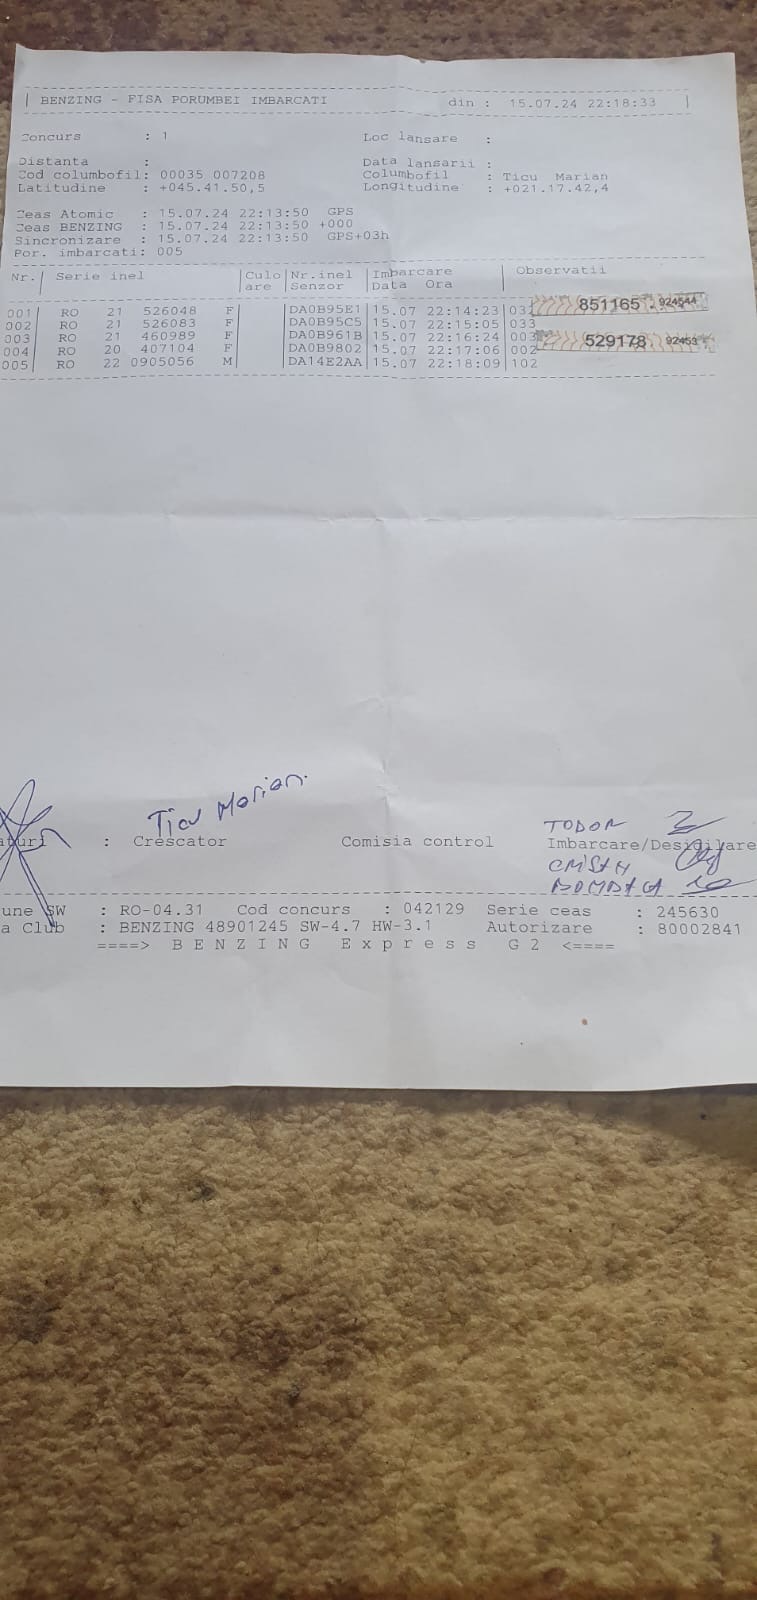 BENZING - FISA PORUMBEI IMBARCATI din : 15.07.24 22:18:33
Concurs : 1 Loc lansare :
Distanta : Data lansarii :
Cod columbofil: 00035 007208 Columbofil : Ticu Marian
Latitudine : +045.41.50,5 Longitudine : +021.17.42,4
Ceas Atomic : 15.07.24 22:13:50 GPS
Ceas BENZING : 15.07.24 22:13:50 +000
Sincronizare : 15.07.24 22:13:50 GPS+03h
Por. imbarcati: 005
Nr. Serie inel Culo Nr.inel Imbarcare Observatii
are Senzor Data Ora
001 RO 21 526048 F DA0B95E1 15.07 22:14:23 851165 924544
002 RO 21 526083 F DA0B95C5 15.07 22:15:05 033
003 RO 21 460989 F DA0B961B 15.07 22:16:24 003 529178
004 RO 20 407104 F DA0B9802 15.07 22:17:06 002
005 RO 22 0905056 M DA14E2AA 15.07 22:18:09 102
Ticu Marian.
TODOR
: Crescator Comisia control Imbarcare/Desigilare
CRISTAN
une SW : RO-04.31 Cod concurs : 042129 Serie ceas : 245630
a Club : BENZING 48901245 SW-4.7 HW-3.1 Autorizare : 80002841
====> B E N Z I N G E x p r e s s G 2 <====